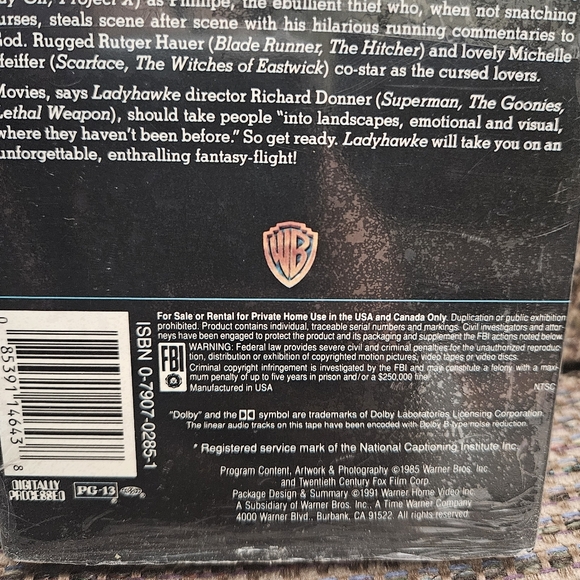 as Philippe, the ebullient thief who, when not snatching
urses, steals scene after scene with his hilarious running commentaries to
God. Rugged Rutger Hauer (Blade Runner, The Hitcher) and lovely Michelle
feiffer (Scarface, The Witches of Eastwick) co-star as the cursed lovers.
Movies, says Ladyhawke director Richard Donner (Superman, The Goonies,
Lethal Weapon), should take people "into landscapes, emotional and visual,
where they haven't been before." So get ready. Ladyhawke will take you on an
unforgettable, enthralling fantasy-flight!
WB
For Sale or Rental for Private Home Use in the USA and Canada Only. Duplication or public exhibition
prohibited. Product contains individual, traceable serial numbers and markings. Civil investigators and attor-
neys have been engaged to protect the product and its packaging and supplement the FBI actions noted below.
FBI
WARNING: Federal law provides severe civil and criminal penalties for the unauthorized reproduc-
tion, distribution or exhibition of copyrighted motion pictures, video tapes or video discs.
Criminal copyright infringement is investigated by the FBI and may constitute a felony with a maxi-
mum penalty of up to five years in prison and/or a $250,000 fine.
Manufactured in USA
NTSC
ISBN 0-7907-0285-1
0 85391 14643 8
"Dolby" and the symbol are trademarks of Dolby Laboratories Licensing Corporation.
The linear audio tracks on this tape have been encoded with Dolby B-type noise reduction.
* Registered service mark of the National Captioning Institute Inc.
DIGITALLY
PROCESSED
PG-13
Program Content, Artwork & Photography ©1985 Warner Bros. Inc.
and Twentieth Century Fox Film Corp.
Package Design & Summary ©1991 Warner Home Video Inc.
A Subsidiary of Warner Bros. Inc., A Time Warner Company
4000 Warner Blvd., Burbank, CA 91522. All rights reserved.